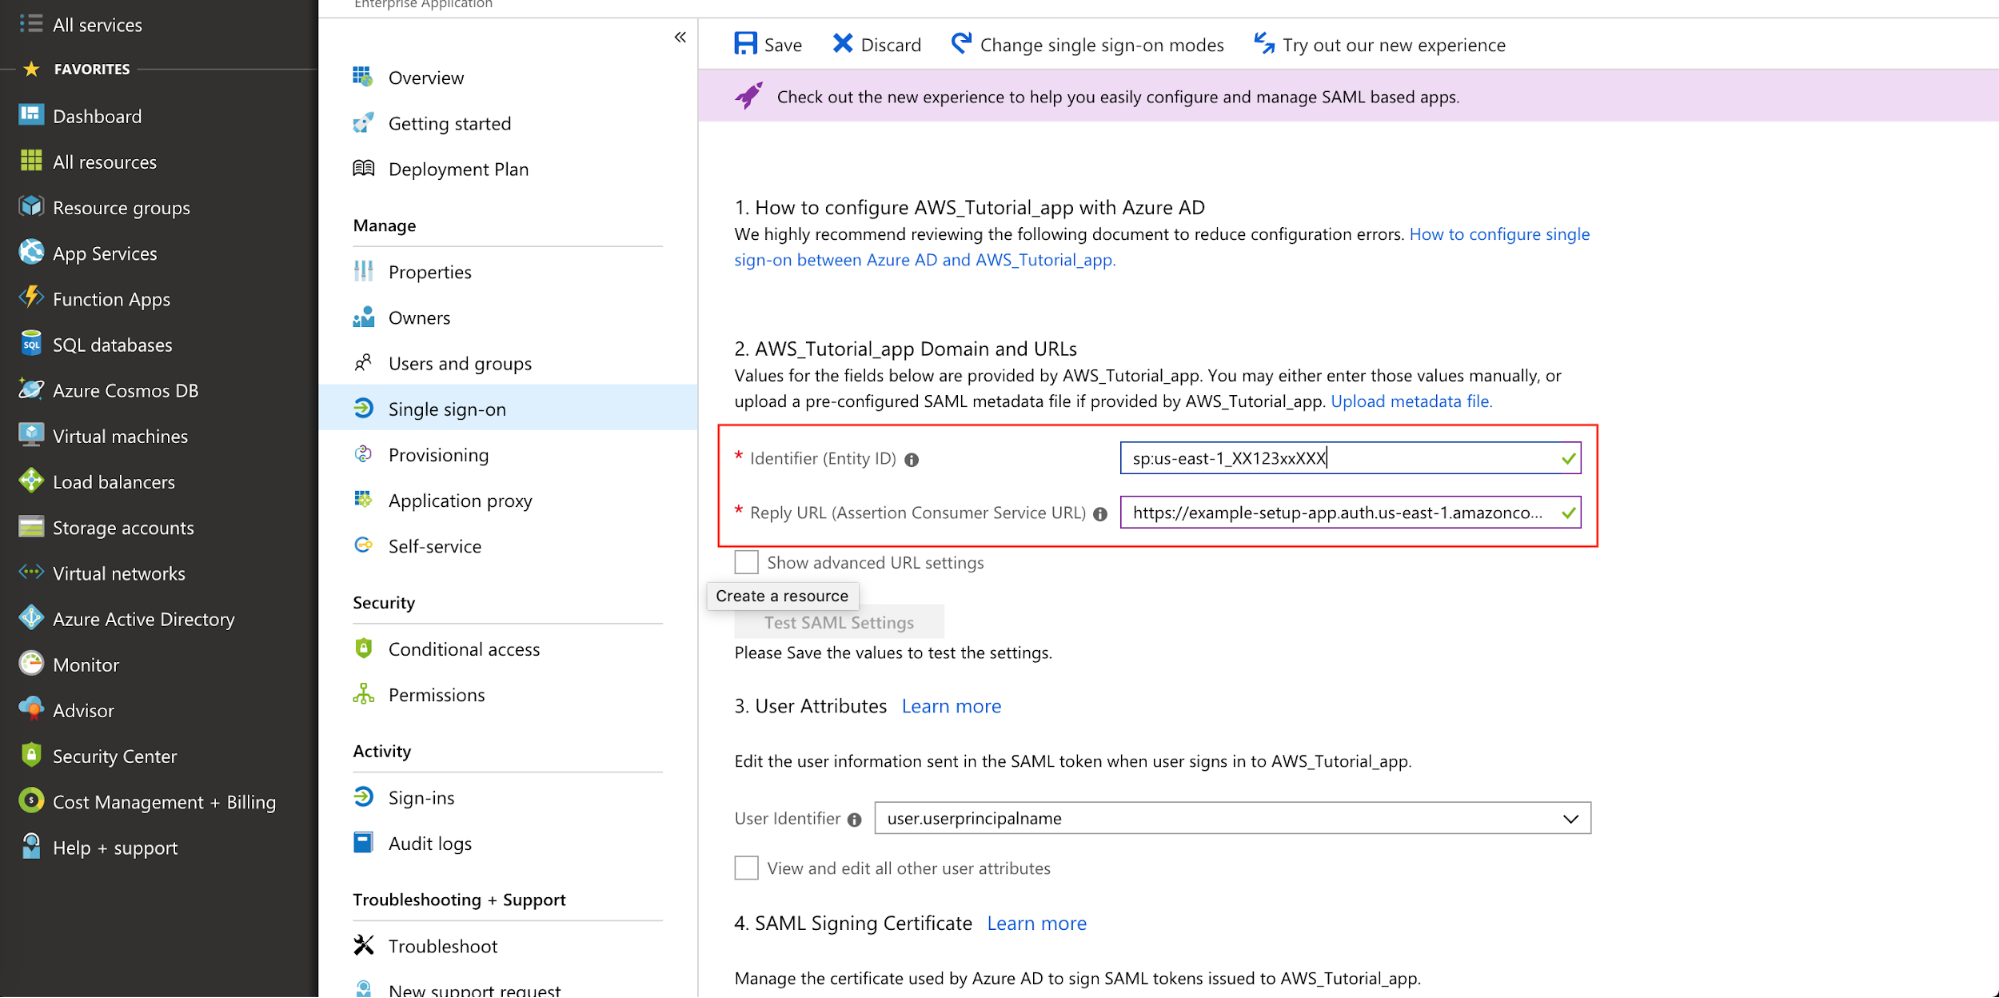 All services
FAVORITES
Dashboard
All resources
Resource groups
App Services
Function Apps
SQL databases
Azure Cosmos DB
Virtual machines
Load balancers
Storage accounts
Virtual networks
Azure Active Directory
Monitor
Advisor
Security Center
Cost Management + Billing
Help + support
Enterprise Application
«
Overview
Getting started
Deployment Plan
Manage
Properties
Owners
Users and groups
Single sign-on
Provisioning
Application proxy
Self-service
Security
Conditional access
Permissions
Activity
Sign-ins
Audit logs
Troubleshooting + Support
Troubleshoot
New support request
Save
Discard
Change single sign-on modes
Try out our new experience
Check out the new experience to help you easily configure and manage SAML based apps.
1. How to configure AWS_Tutorial_app with Azure AD
We highly recommend reviewing the following document to reduce configuration errors. How to configure single
sign-on between Azure AD and AWS_Tutorial_app.
2. AWS_Tutorial_app Domain and URLs
Values for the fields below are provided by AWS_Tutorial_app. You may either enter those values manually, or
upload a pre-configured SAML metadata file if provided by AWS_Tutorial_app. Upload metadata file.
* Identifier (Entity ID) sp:us-east-1_XX123xxXXX
* Reply URL (Assertion Consumer Service URL) https://example-setup-app.auth.us-east-1.amazonco...
Show advanced URL settings
Create a resource
Test SAML Settings
Please Save the values to test the settings.
3. User Attributes Learn more
Edit the user information sent in the SAML token when user signs in to AWS_Tutorial_app.
User Identifier user.userprincipalname
View and edit all other user attributes
4. SAML Signing Certificate Learn more
Manage the certificate used by Azure AD to sign SAML tokens issued to AWS_Tutorial_app.